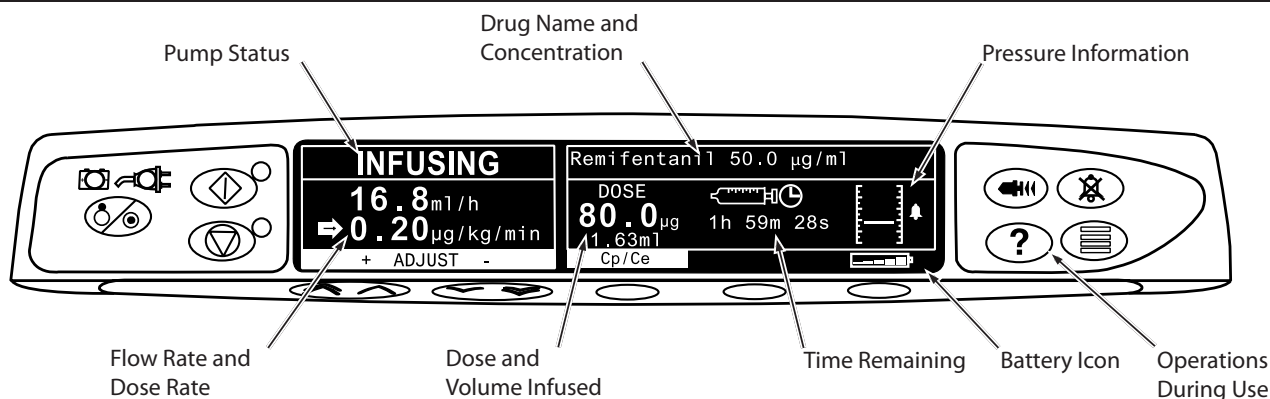 Drug Name and
Concentration
Pump Status
Pressure Information
INFUSING
Remifentanil 50.0 µg/ml
16.8ml/h
0.20µg/kg/min
DOSE
80.0µg
1.63ml
1h 59m 28s
+ ADJUST -
Cp/Ce
?
Flow Rate and
Dose Rate
Dose and
Volume Infused
Time Remaining
Battery Icon
Operations
During Use